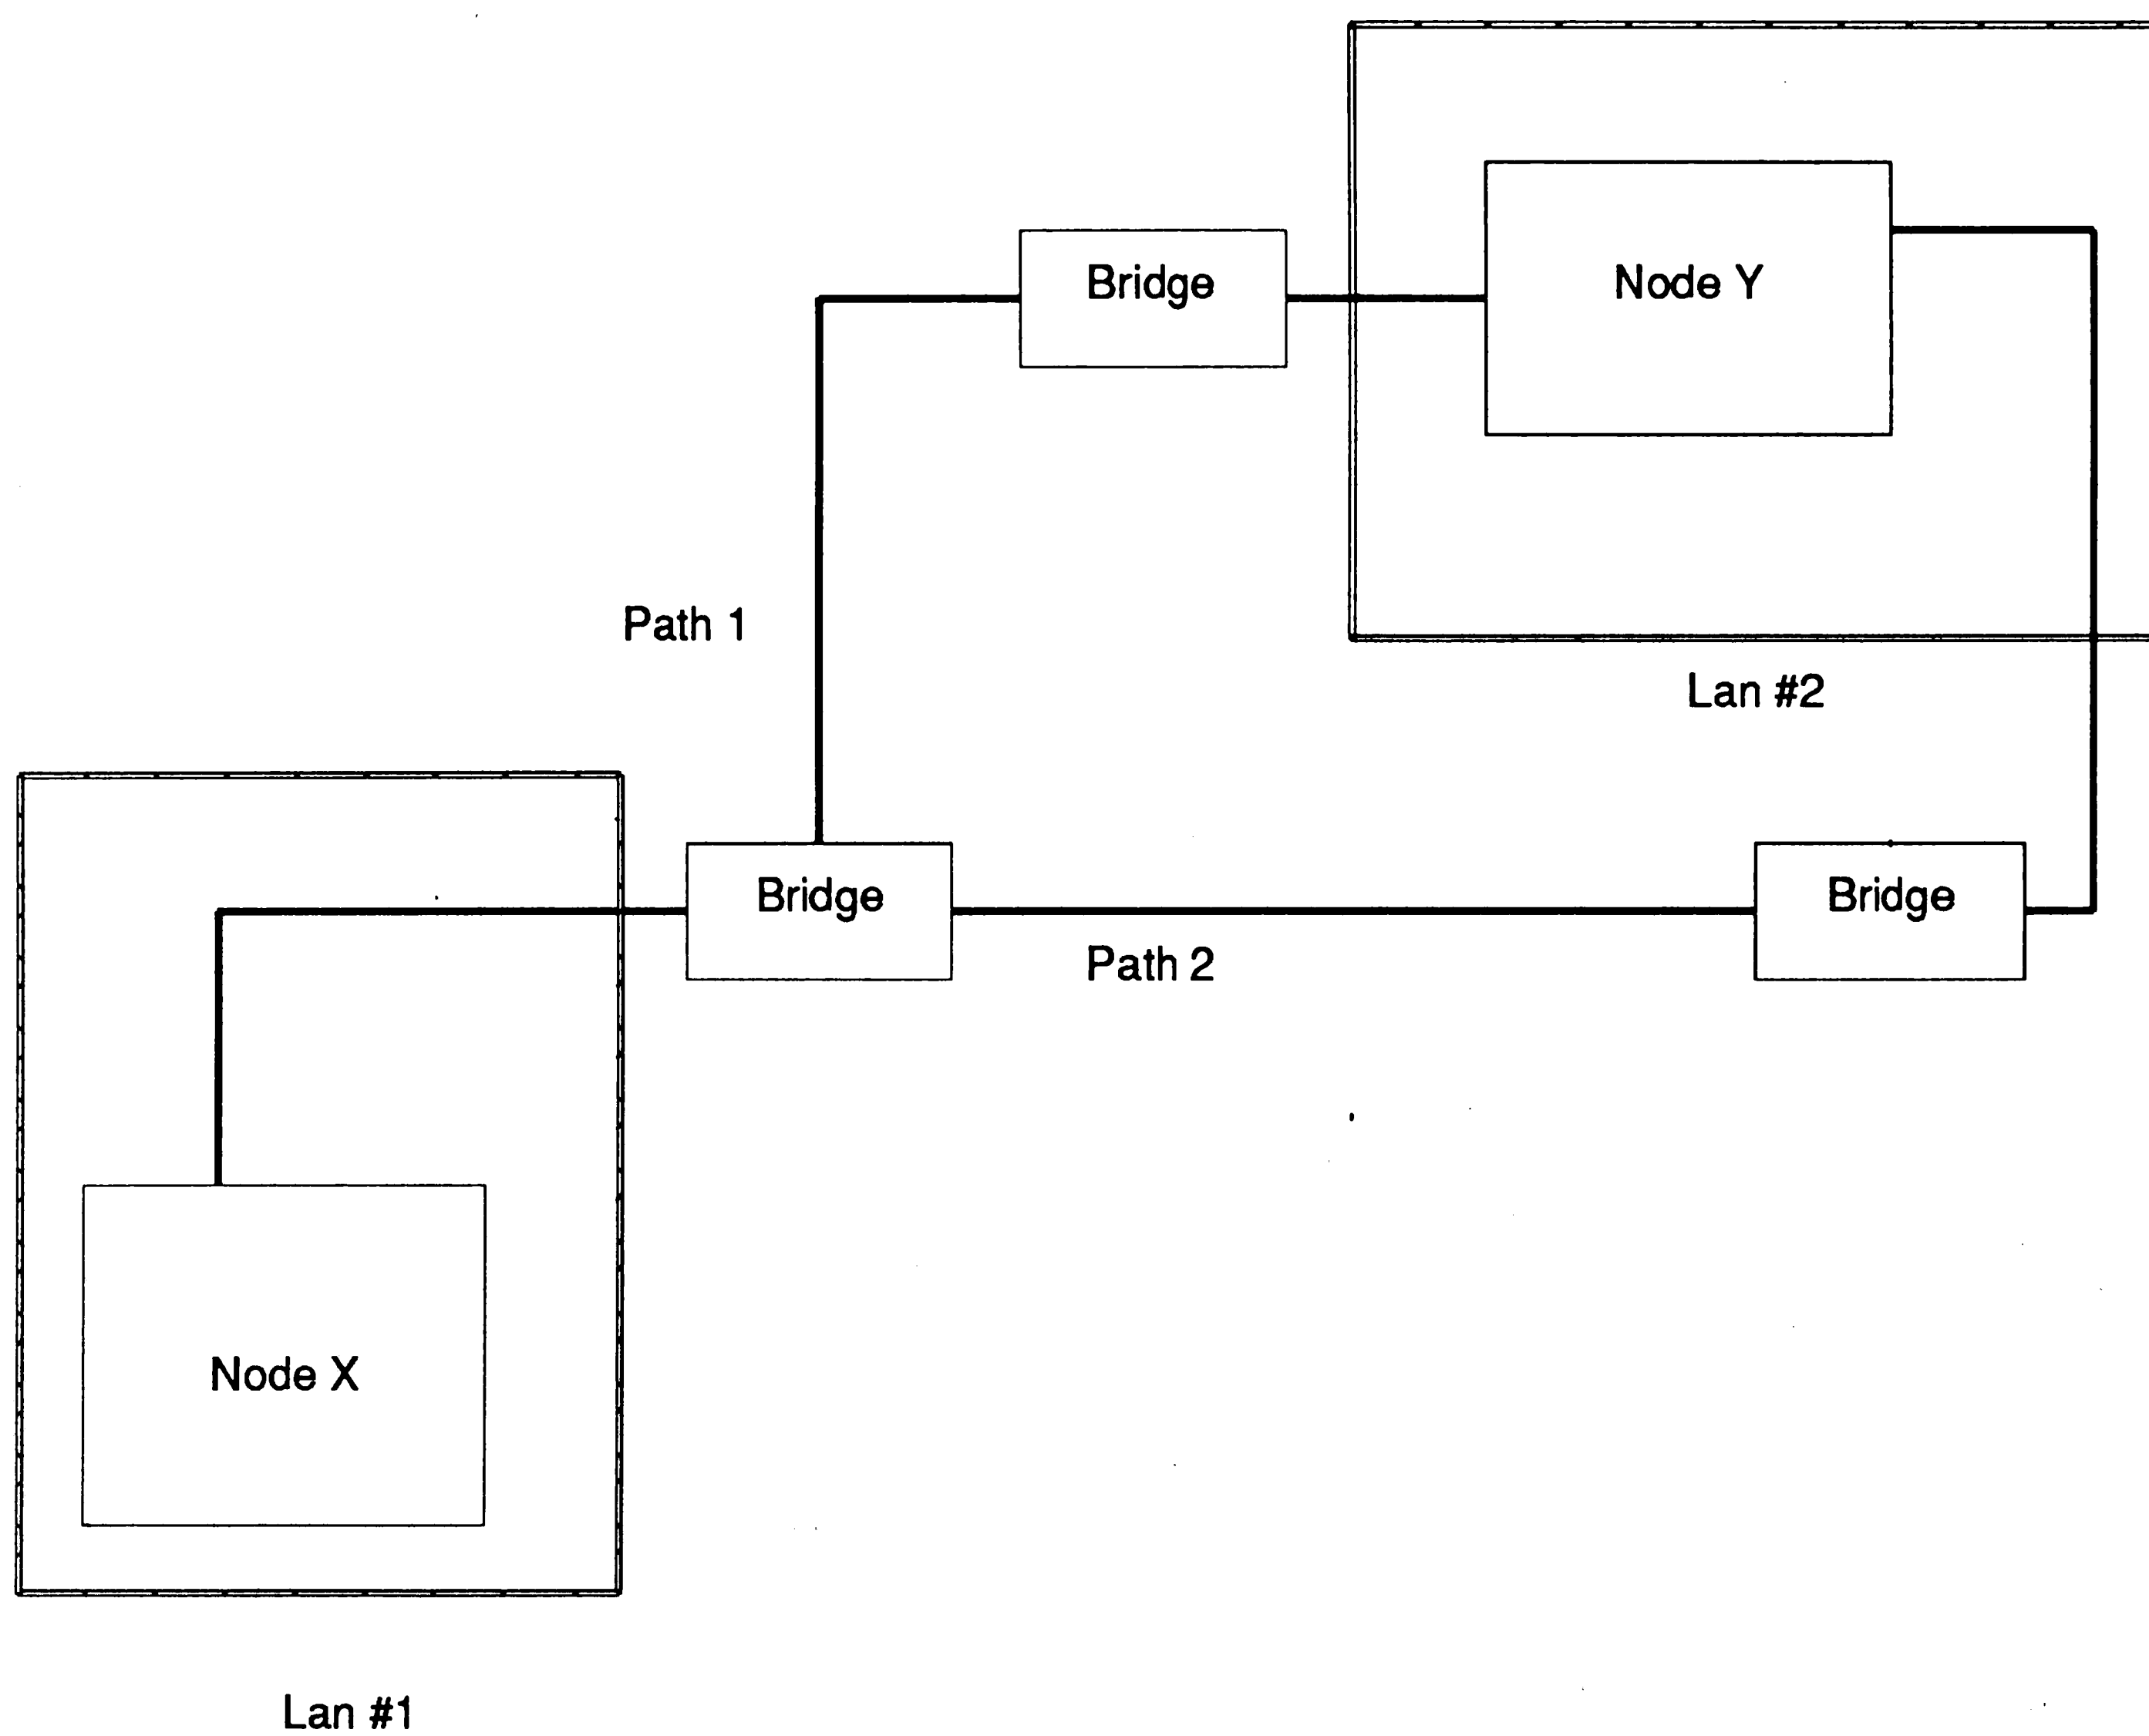 Bridge
Node Y
Path 1
Lan #2
Bridge
Bridge
Path 2
Node X
Lan #1